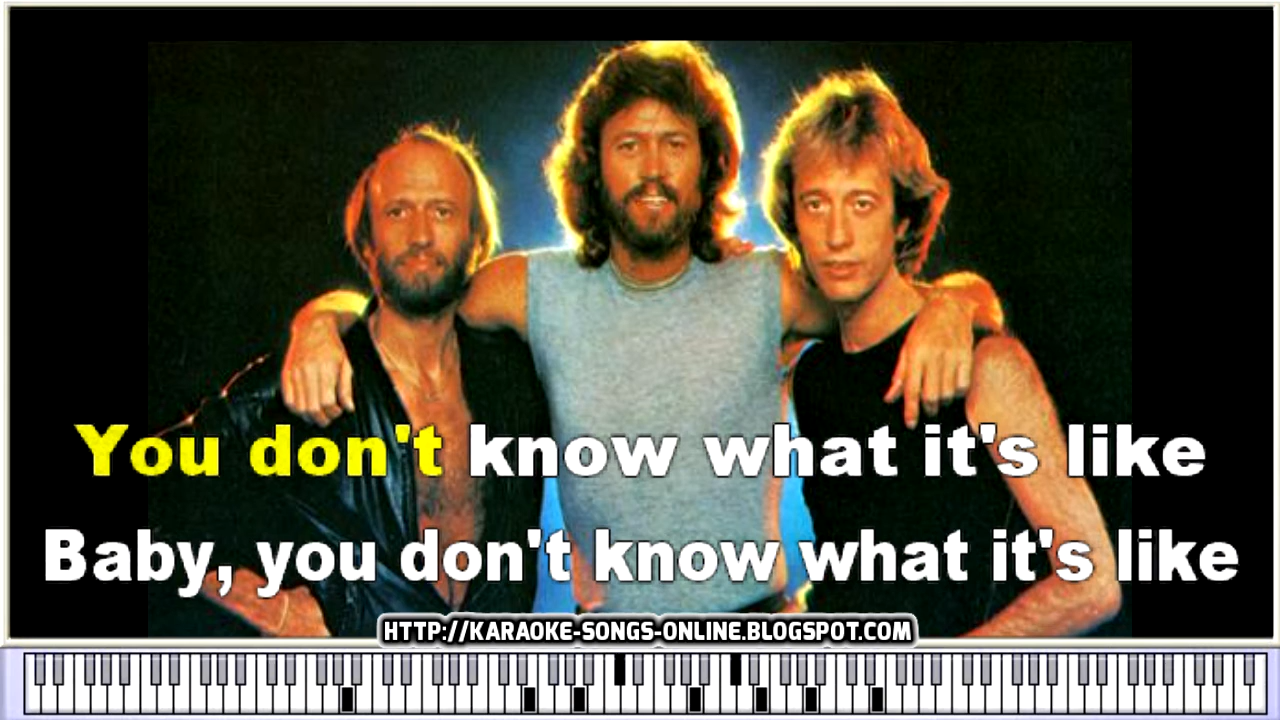 You don't know what it's like
Baby, you don't know what it's like
HTTP://KARAOKE-SONGS-ONLINE.BLOGSPOT.COM